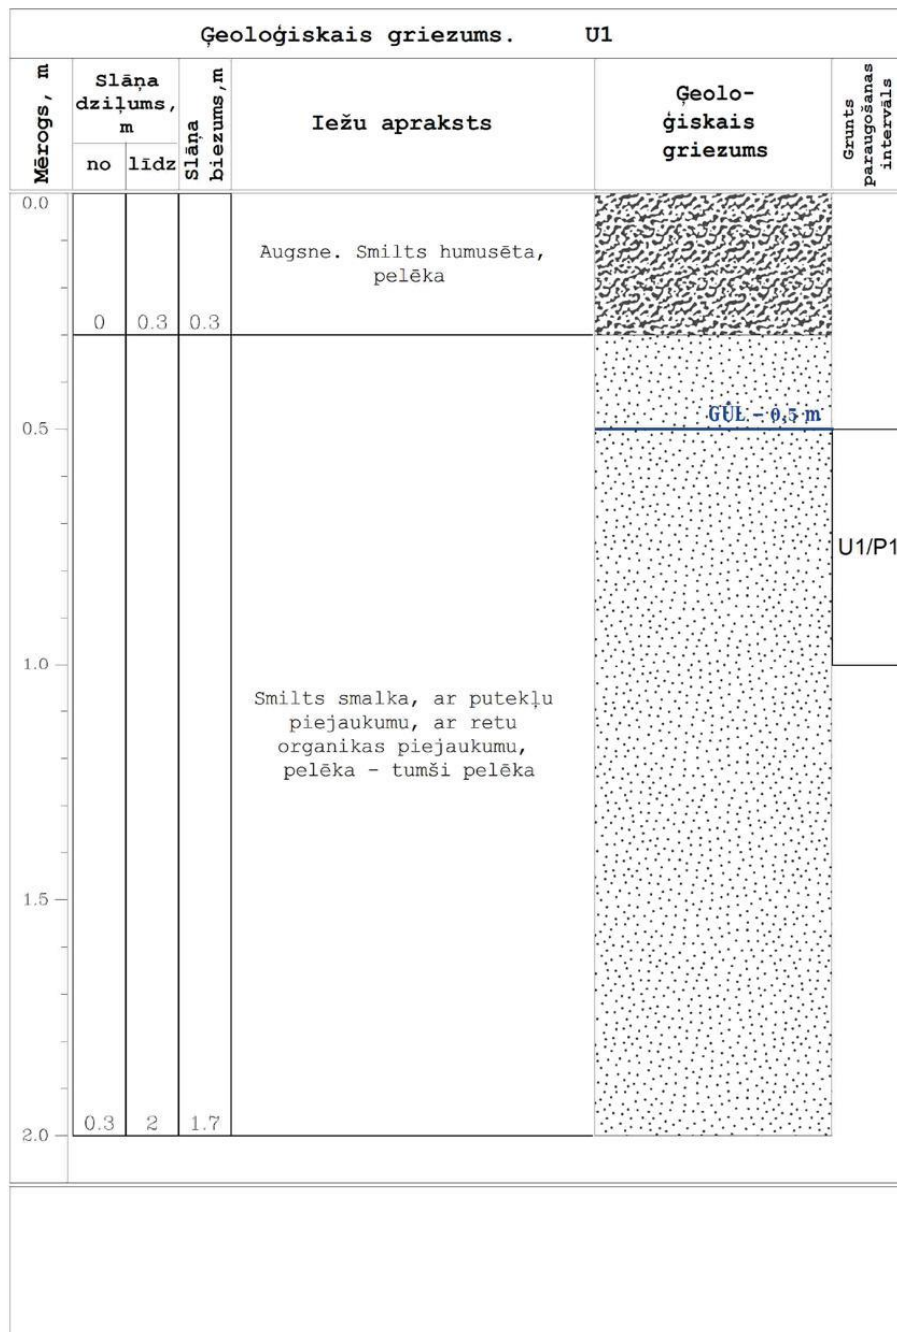 Ģeoloģiskais griezums. U1
Mērogs, m
Slāņa
dziļums,
m
no līdz
Slāņa
biezums,m
Iežu apraksts
Ģeolo-
ģiskais
griezums
Grunts
paraugošanas
intervāls
0.0
Augsne. Smilts humusēta,
pelēka
0 0.3 0.3
GŪL - 0,5 m
0.5
U1/P1
1.0
Smilts smalka, ar putekļu
piejaukumu, ar retu
organikas piejaukumu,
pelēka - tumši pelēka
1.5
0.3 2 1.7
2.0